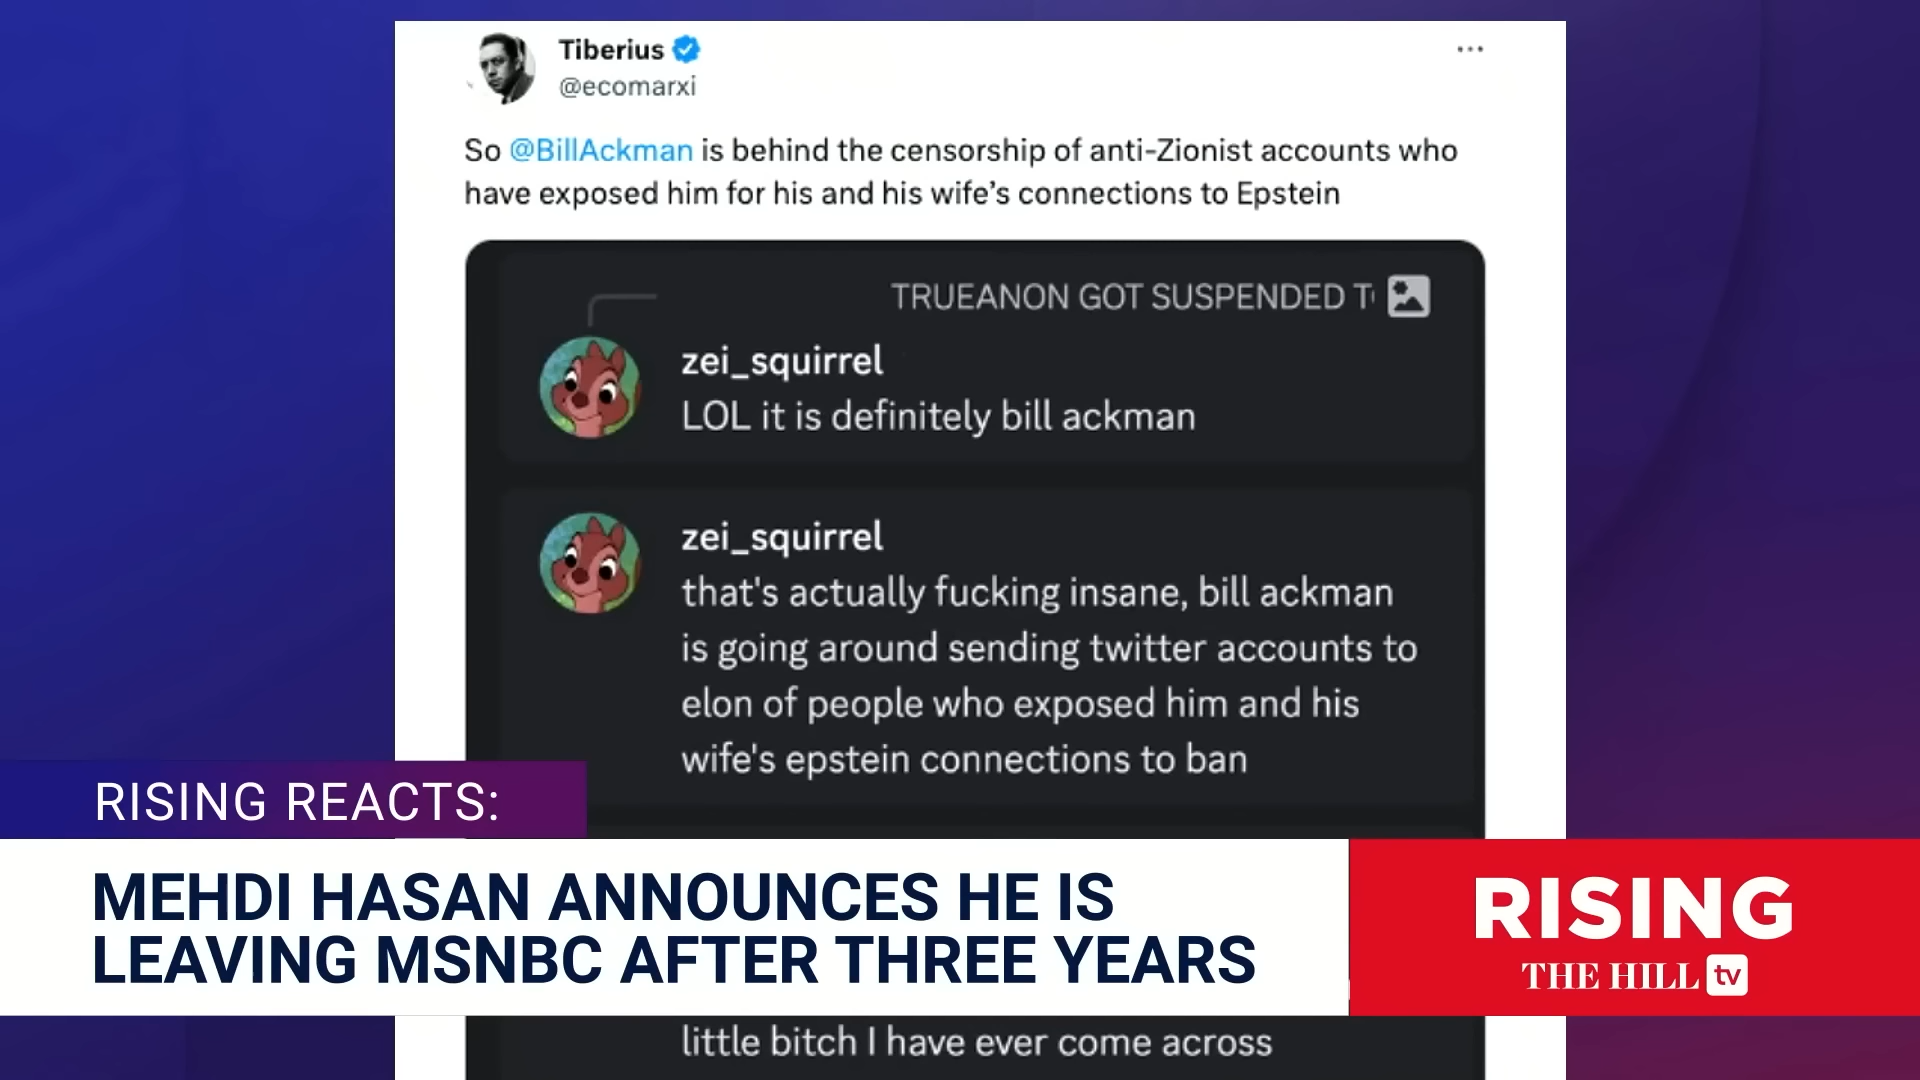 Tiberius
@ecomarxi
So @BillAckman is behind the censorship of anti-Zionist accounts who
have exposed him for his and his wife’s connections to Epstein
TRUEANON GOT SUSPENDED
zei_squirrel
LOL it is definitely bill ackman
zei_squirrel
that's actually fucking insane, bill ackman
is going around sending twitter accounts to
elon of people who exposed him and his
wife's epstein connections to ban
RISING REACTS:
MEHDI HASAN ANNOUNCES HE IS
LEAVING MSNBC AFTER THREE YEARS
RISING
THE HILL tv
little bitch I have ever come across